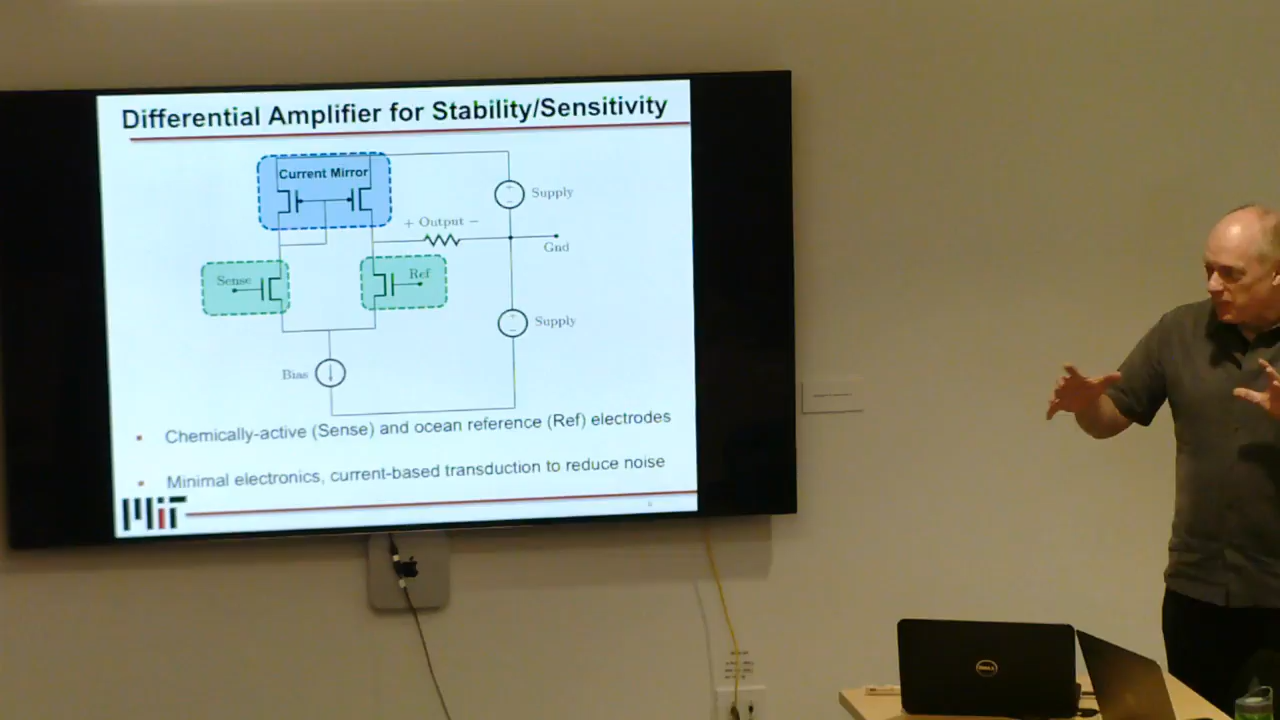 Differential Amplifier for Stability/Sensitivity
Current Mirror
Supply
+ Output −
Gnd
Sense
Ref
Supply
Bias
Chemically-active (Sense) and ocean reference (Ref) electrodes
Minimal electronics, current-based transduction to reduce noise
MIT
DELL